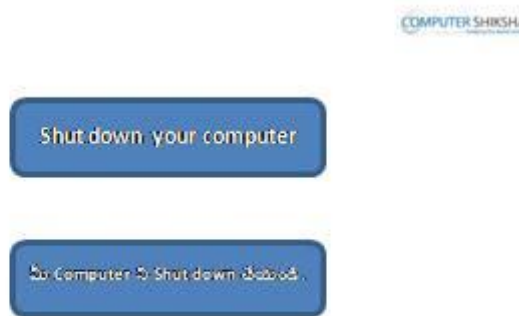 COMPUTER SHIKSHA
Shut down your computer
మీ Computer ని Shut down చేయండి.